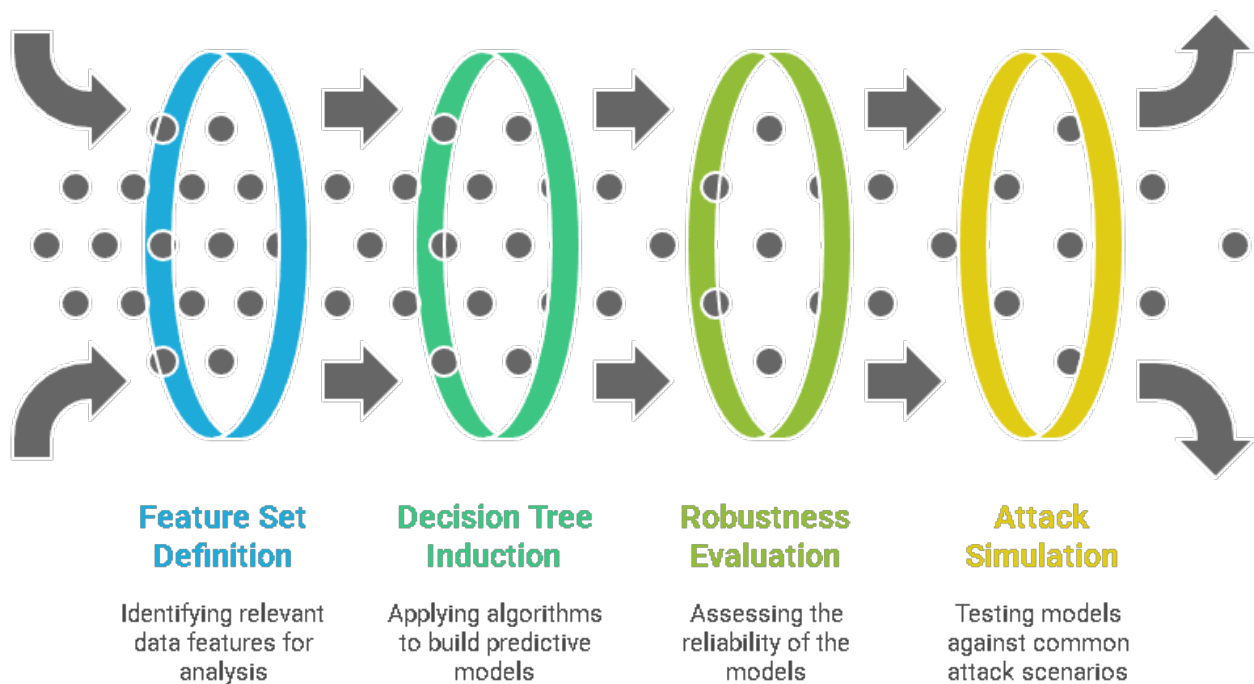 Feature Set
Definition
Identifying relevant
data features for
analysis
Decision Tree
Induction
Applying algorithms
to build predictive
models
Robustness
Evaluation
Assessing the
reliability of the
models
Attack
Simulation
Testing models
against common
attack scenarios